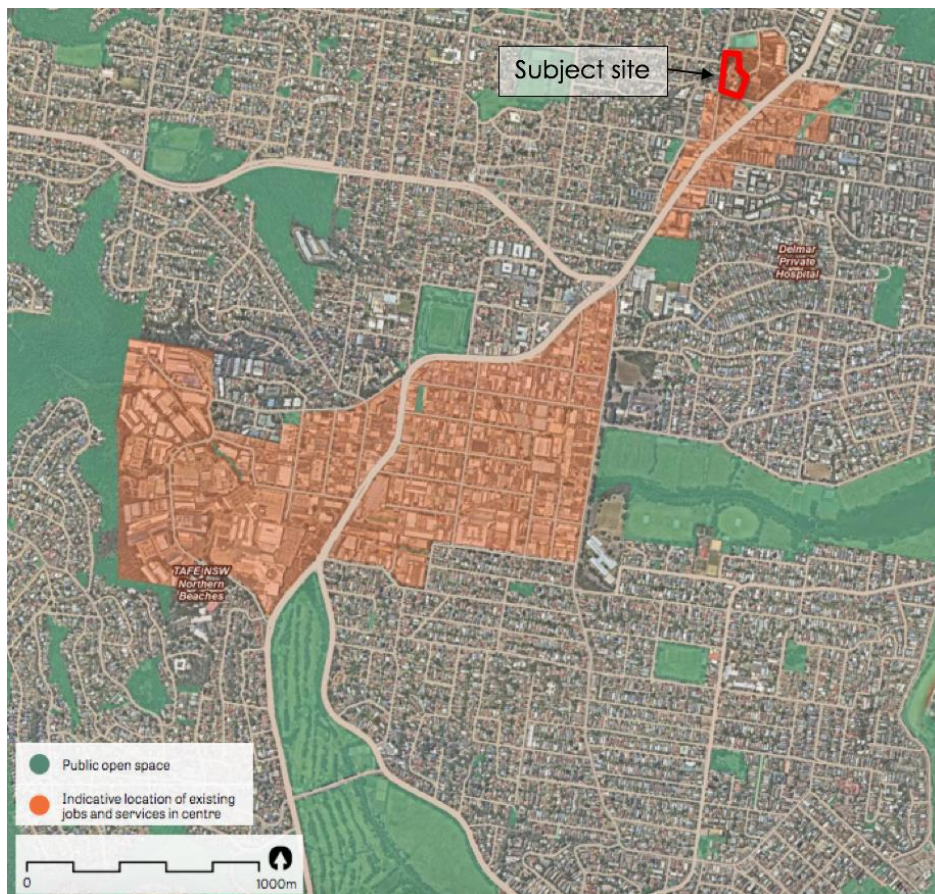 Subject site
Delmar
Private
Hospital
TAFE NSW
Northern
Beaches
Public open space
Indicative location of existing
jobs and services in centre
0
1000m